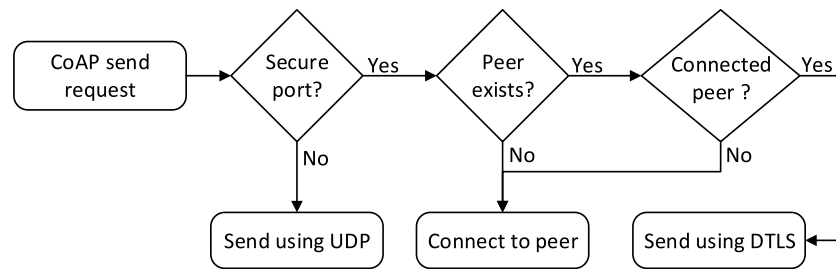 CoAP send
request
Secure
port?
Yes
Peer
exists?
Yes
Connected
peer ?
Yes
No
No
No
Send using UDP
Connect to peer
Send using DTLS